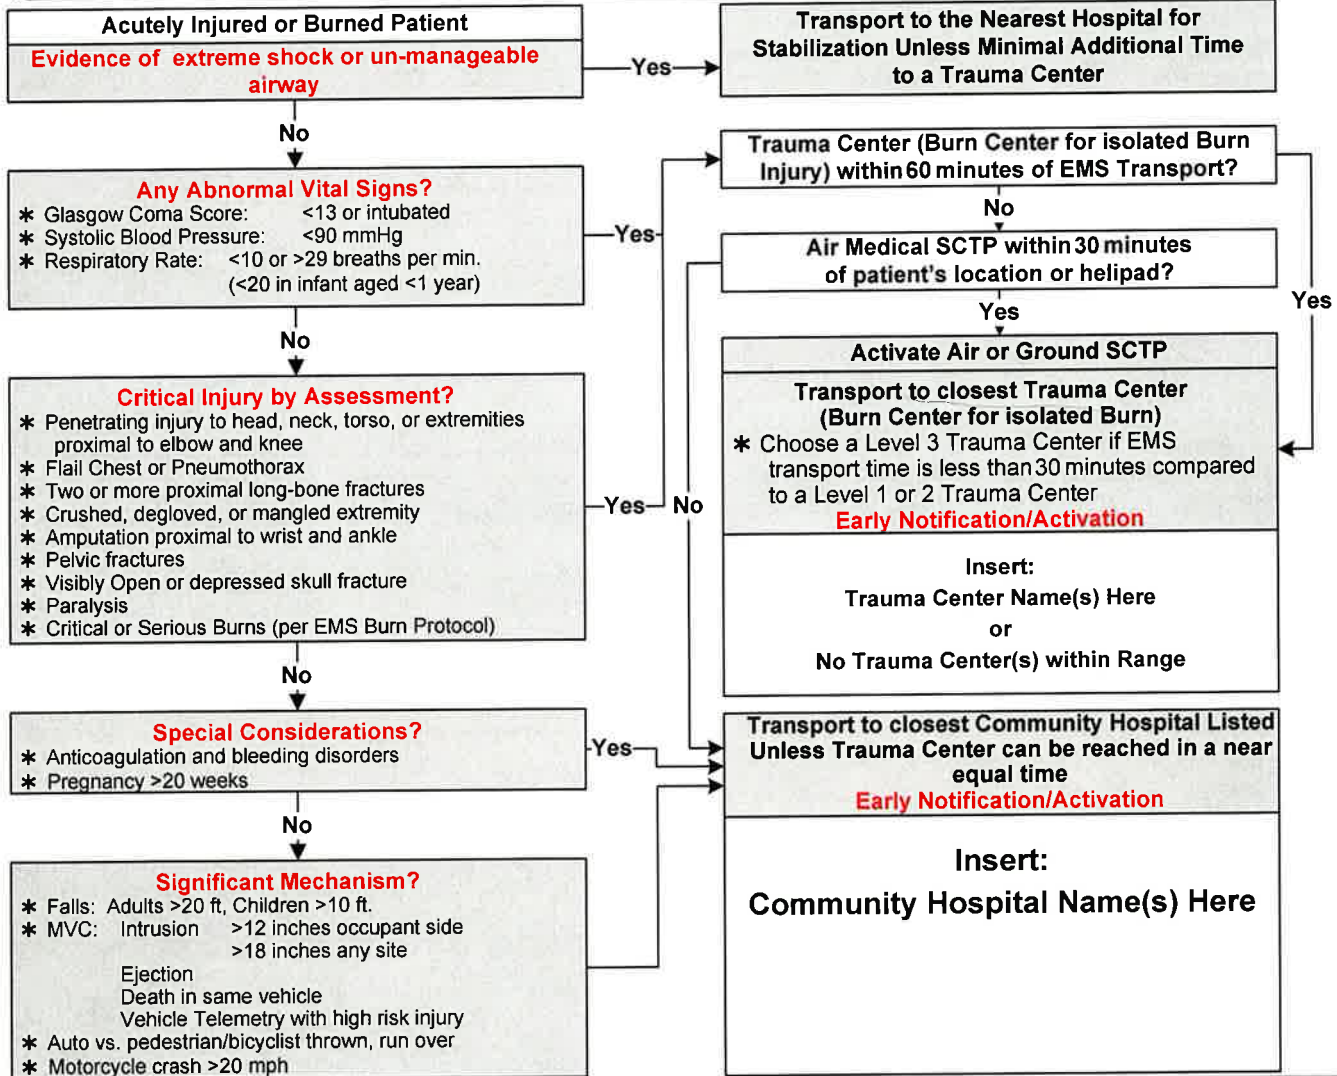 Acutely Injured or Burned Patient
Evidence of extreme shock or un-manageable
airway
Yes
Transport to the Nearest Hospital for
Stabilization Unless Minimal Additional Time
to a Trauma Center
No
Any Abnormal Vital Signs?
* Glasgow Coma Score: <13 or intubated
* Systolic Blood Pressure: <90 mmHg
* Respiratory Rate: <10 or >29 breaths per min.
(<20 in infant aged <1 year)
Yes
No
Critical Injury by Assessment?
* Penetrating injury to head, neck, torso, or extremities
proximal to elbow and knee
* Flail Chest or Pneumothorax
* Two or more proximal long-bone fractures
* Crushed, degloved, or mangled extremity
* Amputation proximal to wrist and ankle
* Pelvic fractures
* Visibly Open or depressed skull fracture
* Paralysis
* Critical or Serious Burns (per EMS Burn Protocol)
Yes
No
Special Considerations?
* Anticoagulation and bleeding disorders
* Pregnancy >20 weeks
Yes
No
Significant Mechanism?
* Falls: Adults >20 ft, Children >10 ft.
* MVC: Intrusion >12 inches occupant side
>18 inches any site
Ejection
Death in same vehicle
Vehicle Telemetry with high risk injury
* Auto vs. pedestrian/bicyclist thrown, run over
* Motorcycle crash >20 mph
Trauma Center (Burn Center for isolated Burn
Injury) within 60 minutes of EMS Transport?
No
Yes
Air Medical SCTP within 30 minutes
of patient's location or helipad?
Yes
No
Activate Air or Ground SCTP
Transport to closest Trauma Center
(Burn Center for isolated Burn)
* Choose a Level 3 Trauma Center if EMS
transport time is less than 30 minutes compared
to a Level 1 or 2 Trauma Center
Early Notification/Activation
Insert:
Trauma Center Name(s) Here
or
No Trauma Center(s) within Range
Transport to closest Community Hospital Listed
Unless Trauma Center can be reached in a near
equal time
Early Notification/Activation
Insert:
Community Hospital Name(s) Here